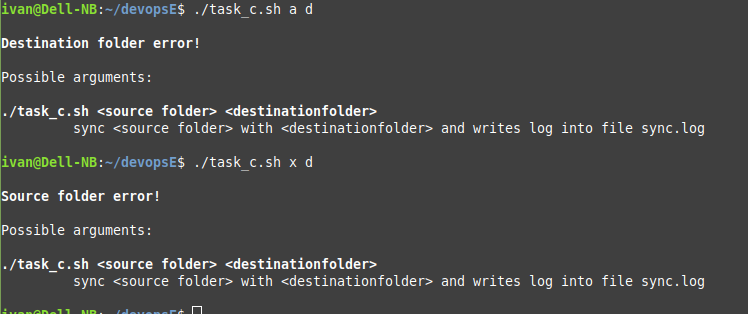 ivan@Dell-NB:~/devopsE$ ./task_c.sh a d
Destination folder error!
Possible arguments:
./task_c.sh <source folder> <destinationfolder>
sync <source folder> with <destinationfolder> and writes log into file sync.log
ivan@Dell-NB:~/devopsE$ ./task_c.sh x d
Source folder error!
Possible arguments:
./task_c.sh <source folder> <destinationfolder>
sync <source folder> with <destinationfolder> and writes log into file sync.log
ivan@Dell-NB:~/devopsE$